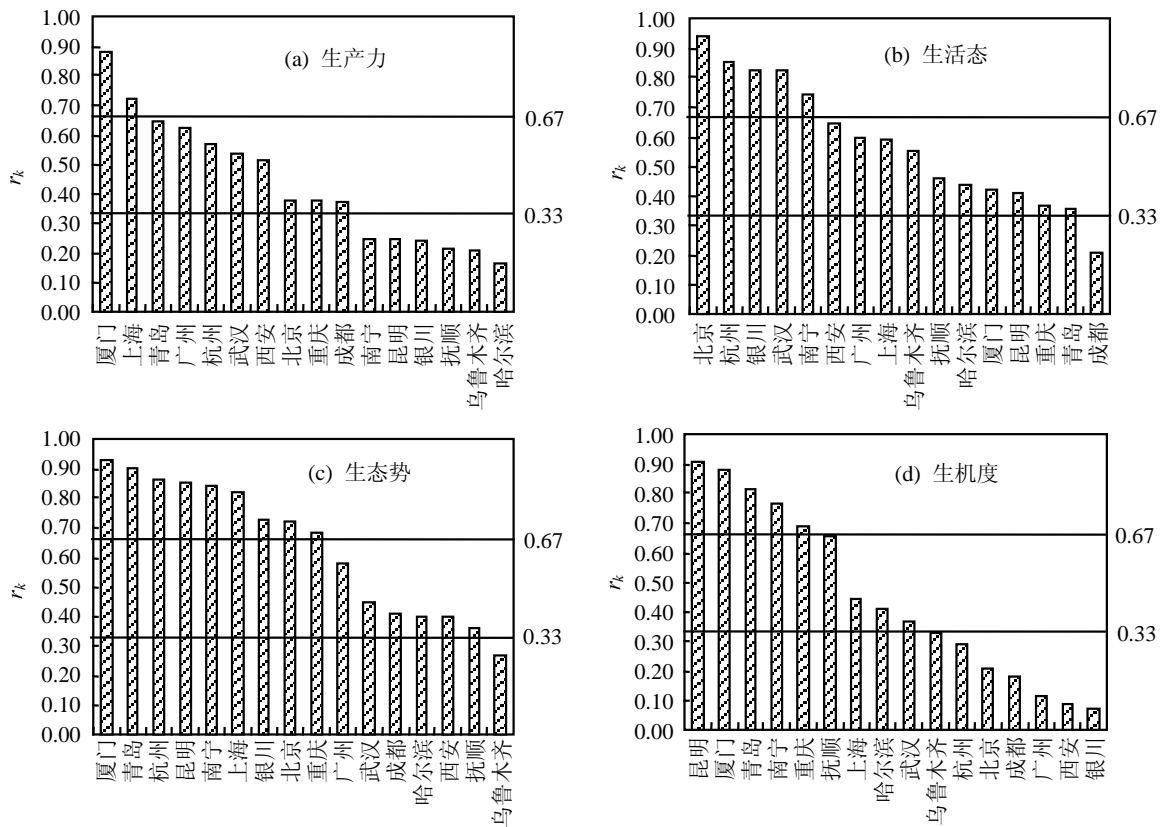 1.00
0.90
0.80
0.70
0.60
0.50
0.40
0.30
0.20
0.10
0.00
r_k
(a) 生产力
0.67
0.33
厦门
上海
青岛
广州
杭州
武汉
西安
北京
重庆
成都
南宁
昆明
银川
抚顺
乌鲁木齐
哈尔滨
1.00
0.90
0.80
0.70
0.60
0.50
0.40
0.30
0.20
0.10
0.00
r_k
(b) 生活态
0.67
0.33
北京
杭州
银川
武汉
南宁
西安
广州
上海
乌鲁木齐
抚顺
哈尔滨
厦门
昆明
重庆
青岛
成都
1.00
0.90
0.80
0.70
0.60
0.50
0.40
0.30
0.20
0.10
0.00
r_k
(c) 生态势
0.67
0.33
厦门
青岛
杭州
昆明
南宁
上海
银川
北京
重庆
广州
武汉
成都
哈尔滨
西安
抚顺
乌鲁木齐
1.00
0.90
0.80
0.70
0.60
0.50
0.40
0.30
0.20
0.10
0.00
r_k
(d) 生机度
0.67
0.33
昆明
厦门
青岛
南宁
重庆
抚顺
上海
哈尔滨
武汉
乌鲁木齐
杭州
北京
成都
广州
西安
银川